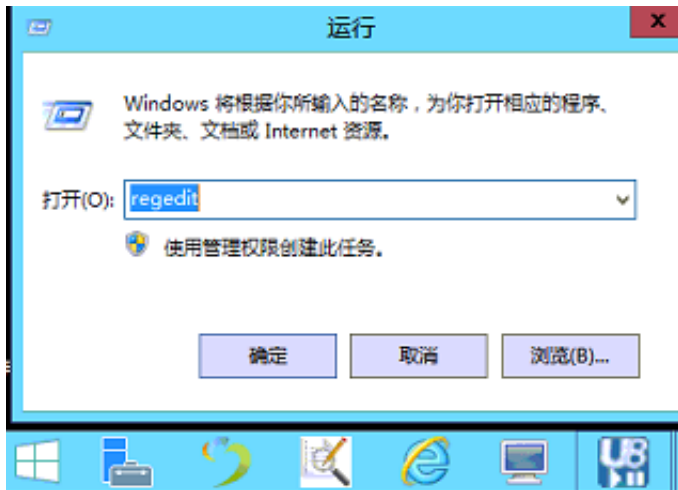 运行
Windows 将根据你所输入的名称，为你打开相应的程序、
文件夹、文档或 Internet 资源。
打开(O): regedit
使用管理权限创建此任务。
确定 取消 浏览(B)...
U8